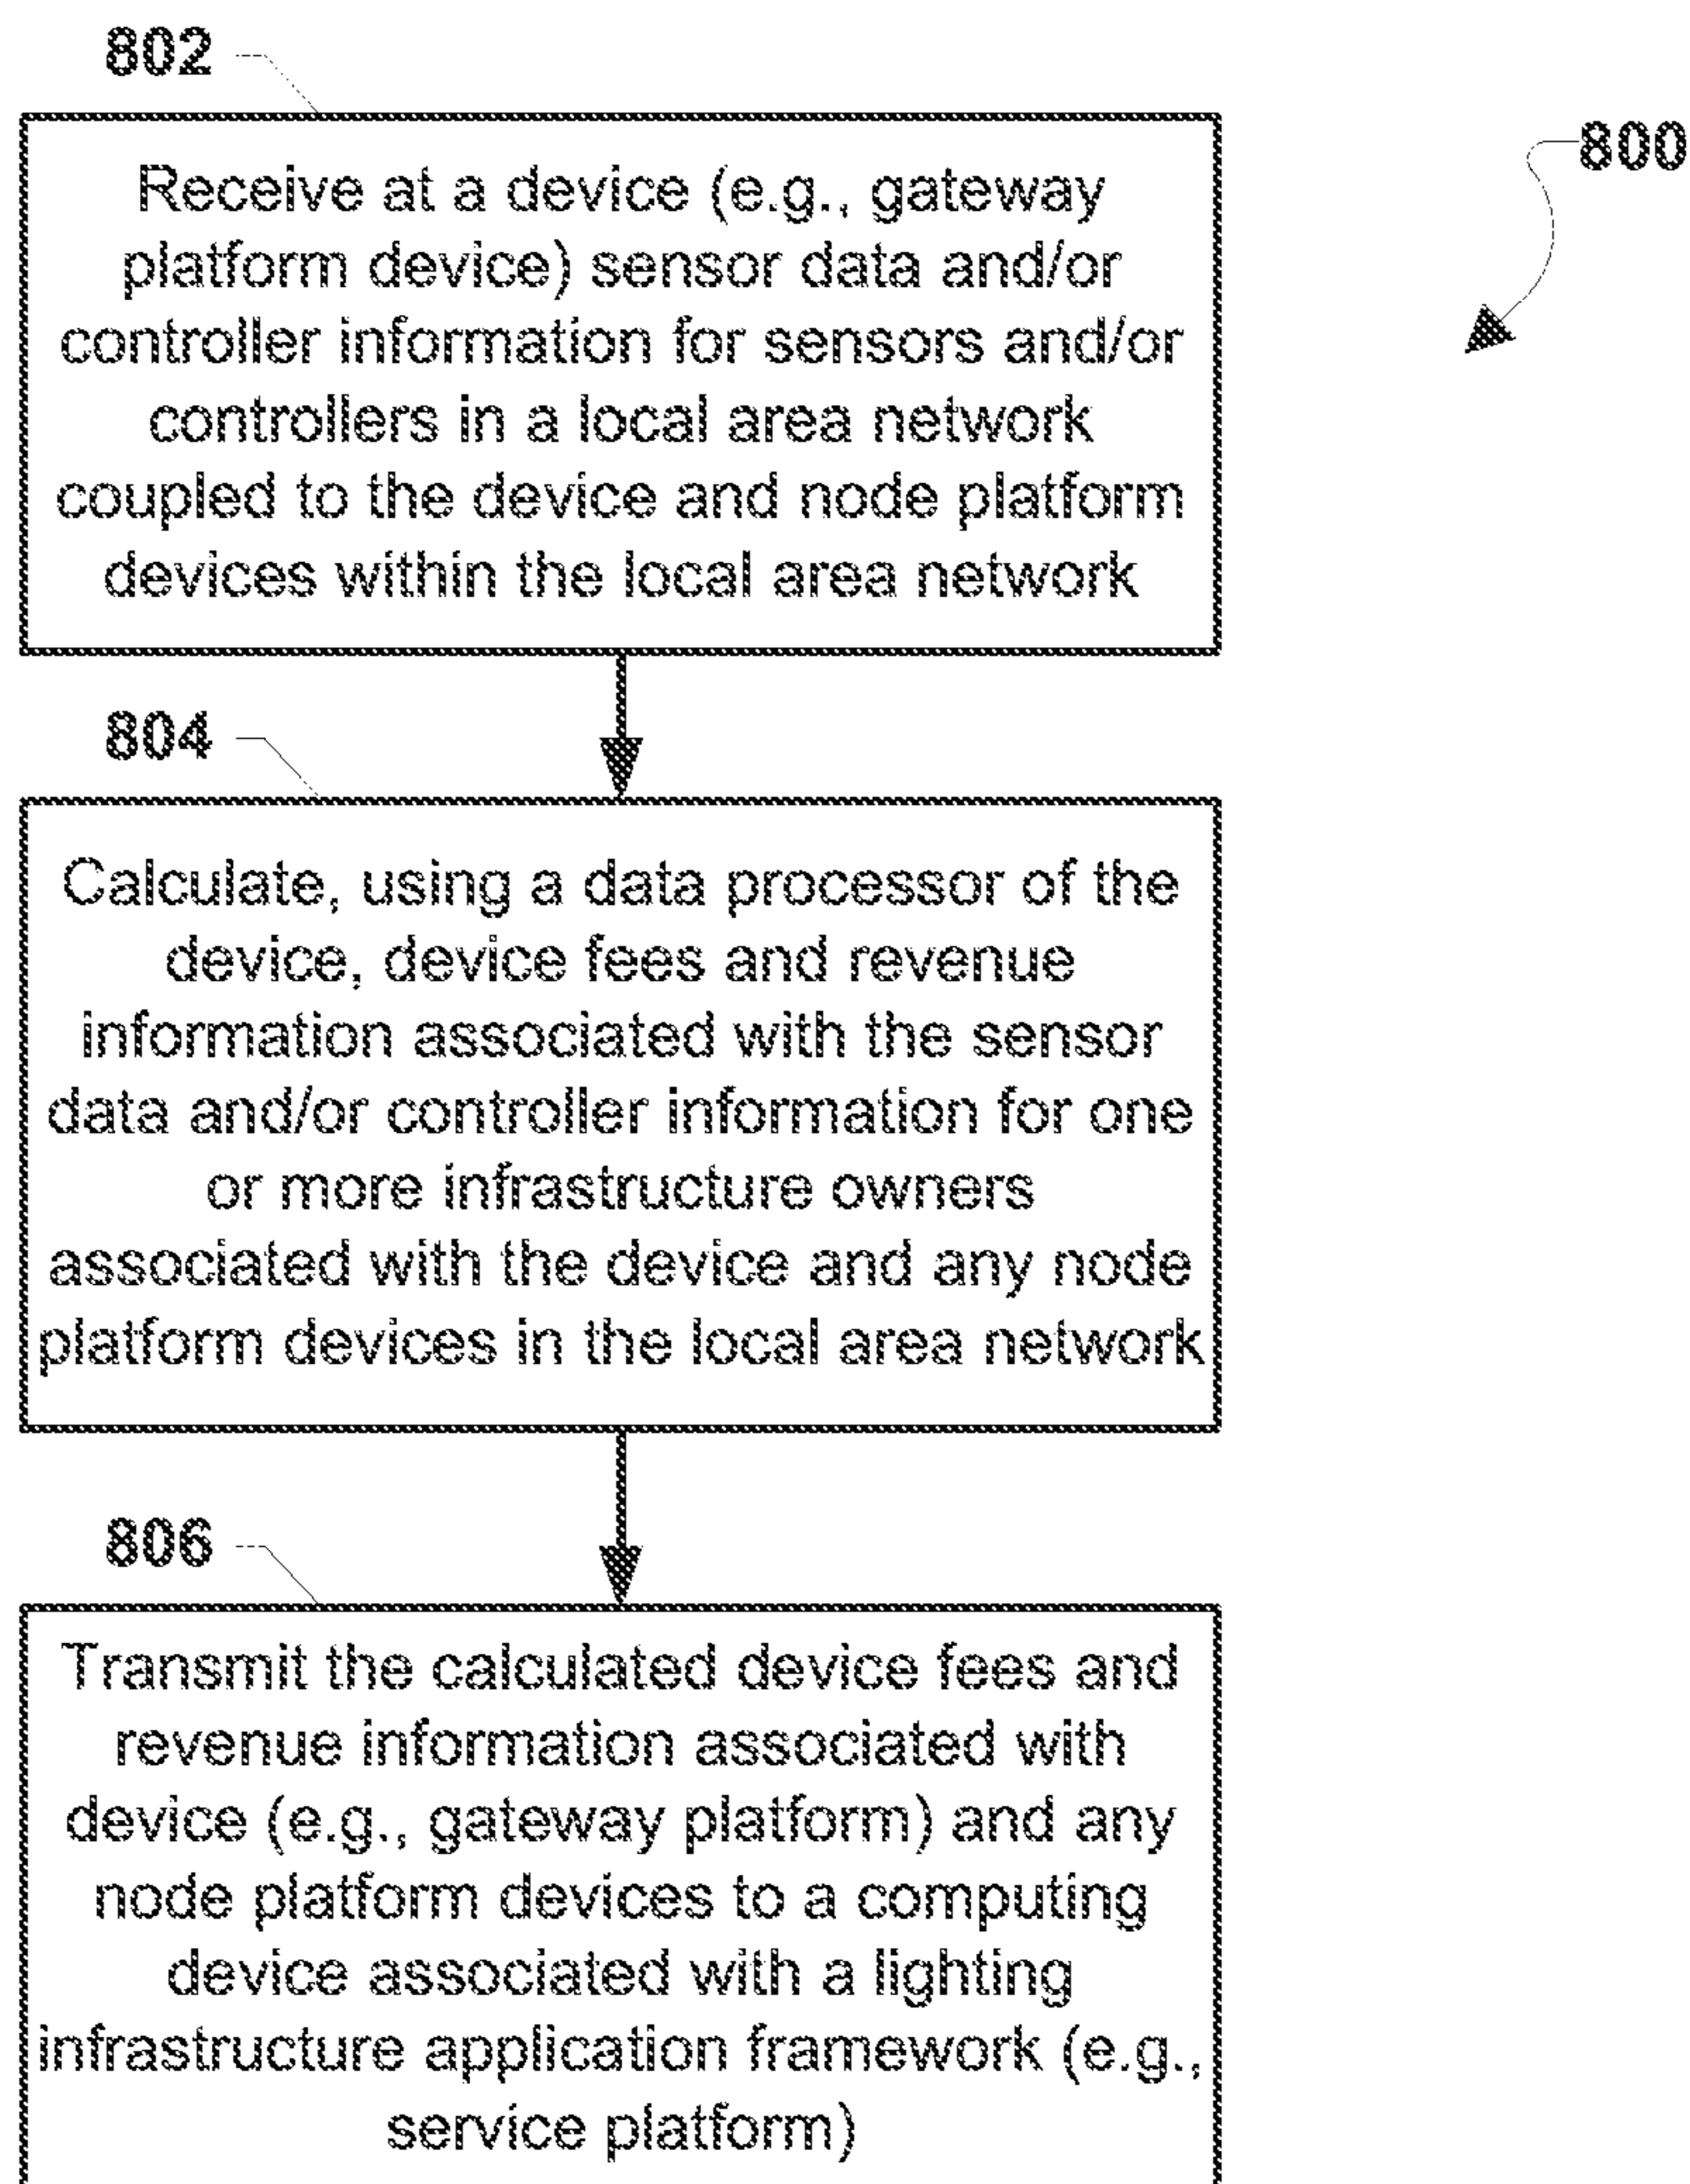 802
800
Receive at a device (e.g., gateway
platform device) sensor data and/or
controller information for sensors and/or
controllers in a local area network
coupled to the device and node platform
devices within the local area network
804
Calculate, using a data processor of the
device, device fees and revenue
information associated with the sensor
data and/or controller information for one
or more infrastructure owners
associated with the device and any node
platform devices in the local area network
806
Transmit the calculated device fees and
revenue information associated with
device (e.g., gateway platform) and any
node platform devices to a computing
device associated with a lighting
infrastructure application framework (e.g.,
service platform)